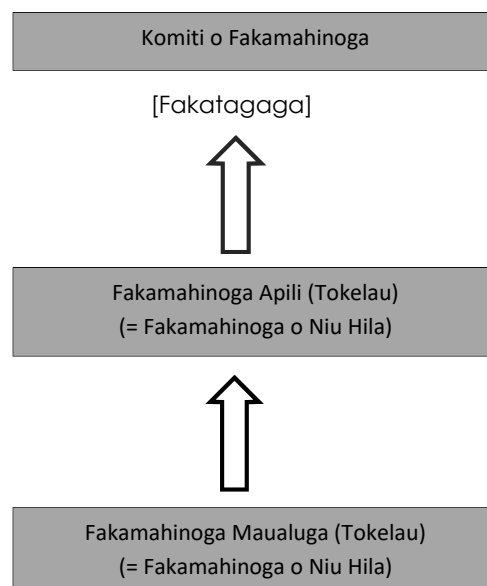 Komiti o Fakamahinoga
[Fakatagaga]
Fakamahinoga Apili (Tokelau)
(= Fakamahinoga o Niu Hila)
Fakamahinoga Maualuga (Tokelau)
(= Fakamahinoga o Niu Hila)